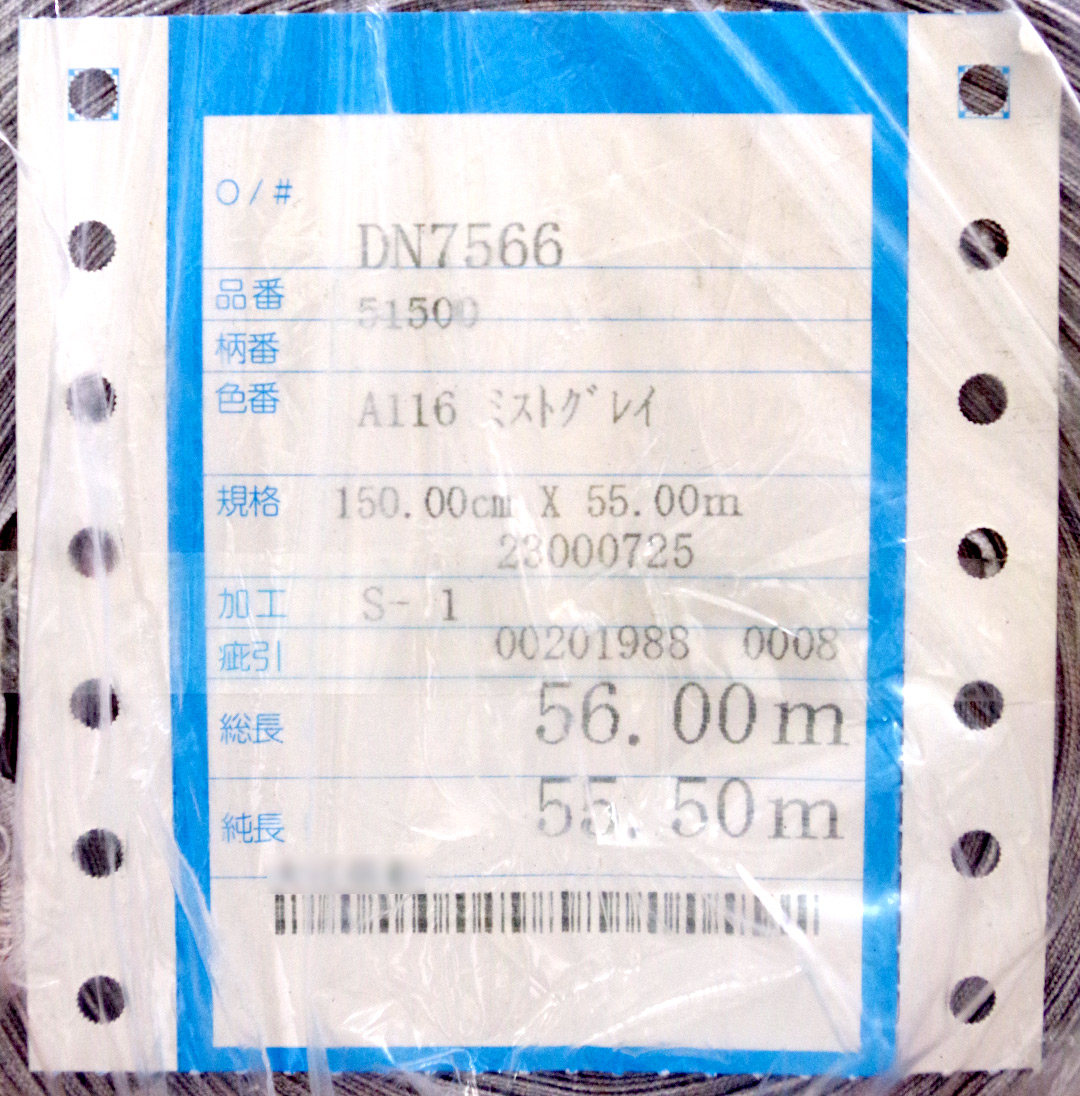 O/#
DN7566
品番 51500
柄番
色番 A116 ミストグレイ
規格 150.00cm X 55.00m
23000725
加工 S- 1
疵引 00201988 0008
総長 56.00m
純長 55.50m